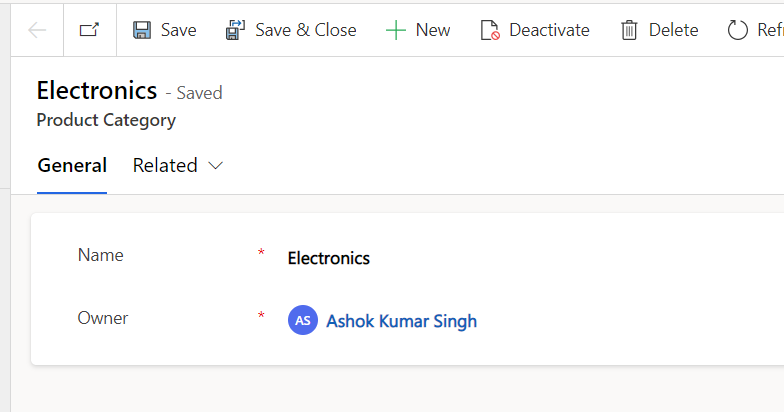 Save Save & Close New Deactivate Delete Ref
Electronics - Saved
Product Category
General Related
Name * Electronics
Owner * AS Ashok Kumar Singh